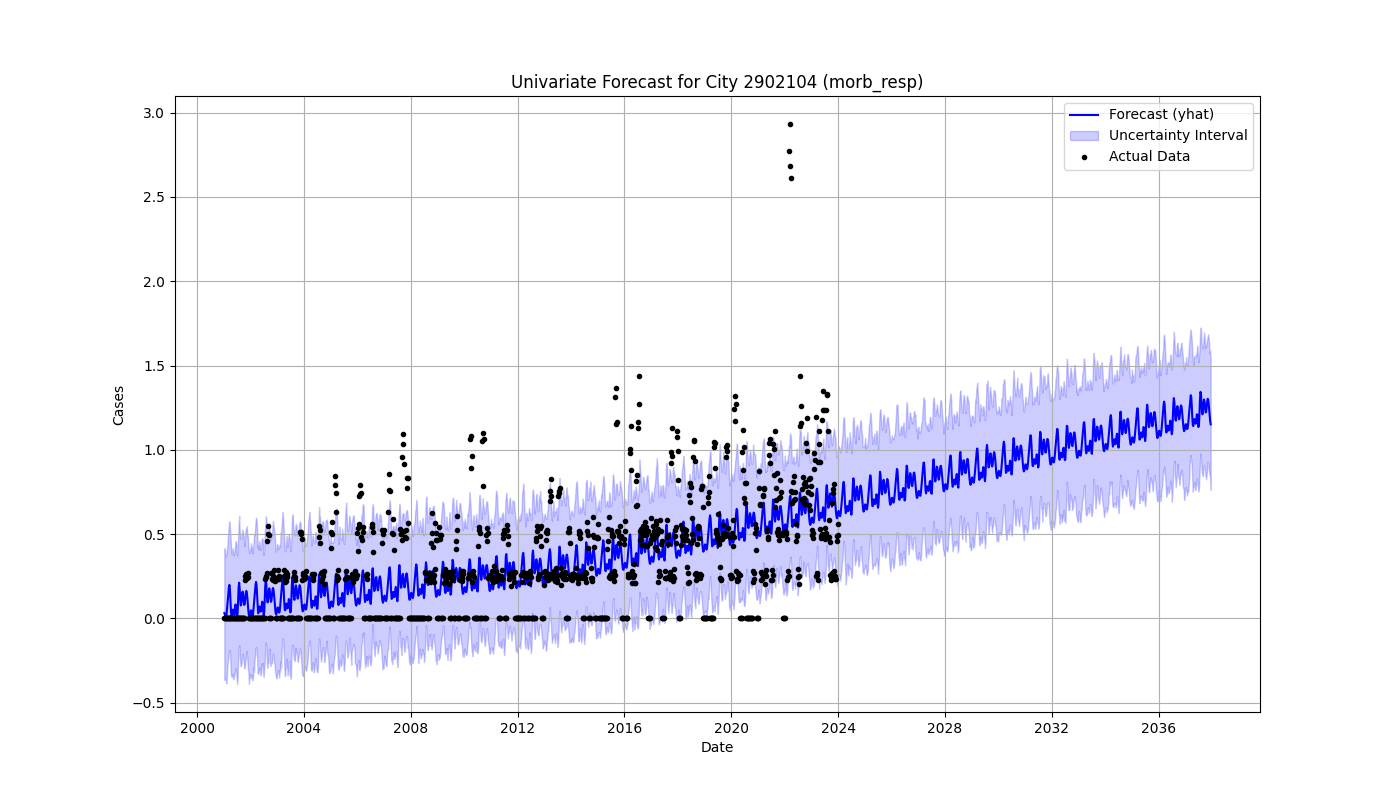 Univariate Forecast for City 2902104 (morb_resp)
Forecast (yhat)
Uncertainty Interval
Actual Data
Cases
3.0
2.5
2.0
1.5
1.0
0.5
0.0
−0.5
2000 2004 2008 2012 2016 2020 2024 2028 2032 2036
Date